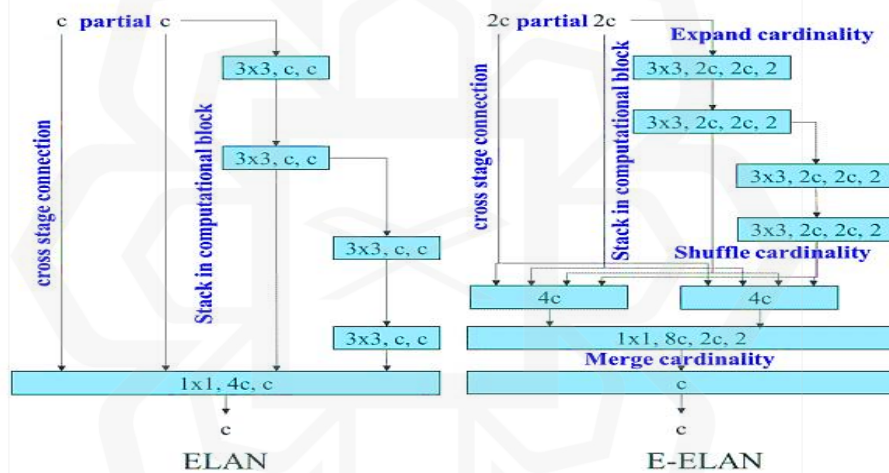 c partial c
3x3, c, c
3x3, c, c
3x3, c, c
3x3, c, c
cross stage connection
Stack in computational block
1x1, 4c, c
c
ELAN
2c partial 2c
Expand cardinality
3x3, 2c, 2c, 2
3x3, 2c, 2c, 2
3x3, 2c, 2c, 2
3x3, 2c, 2c, 2
cross stage connection
Stack in computational block
Shuffle cardinality
4c 4c
1x1, 8c, 2c, 2
Merge cardinality
c
c
E-ELAN